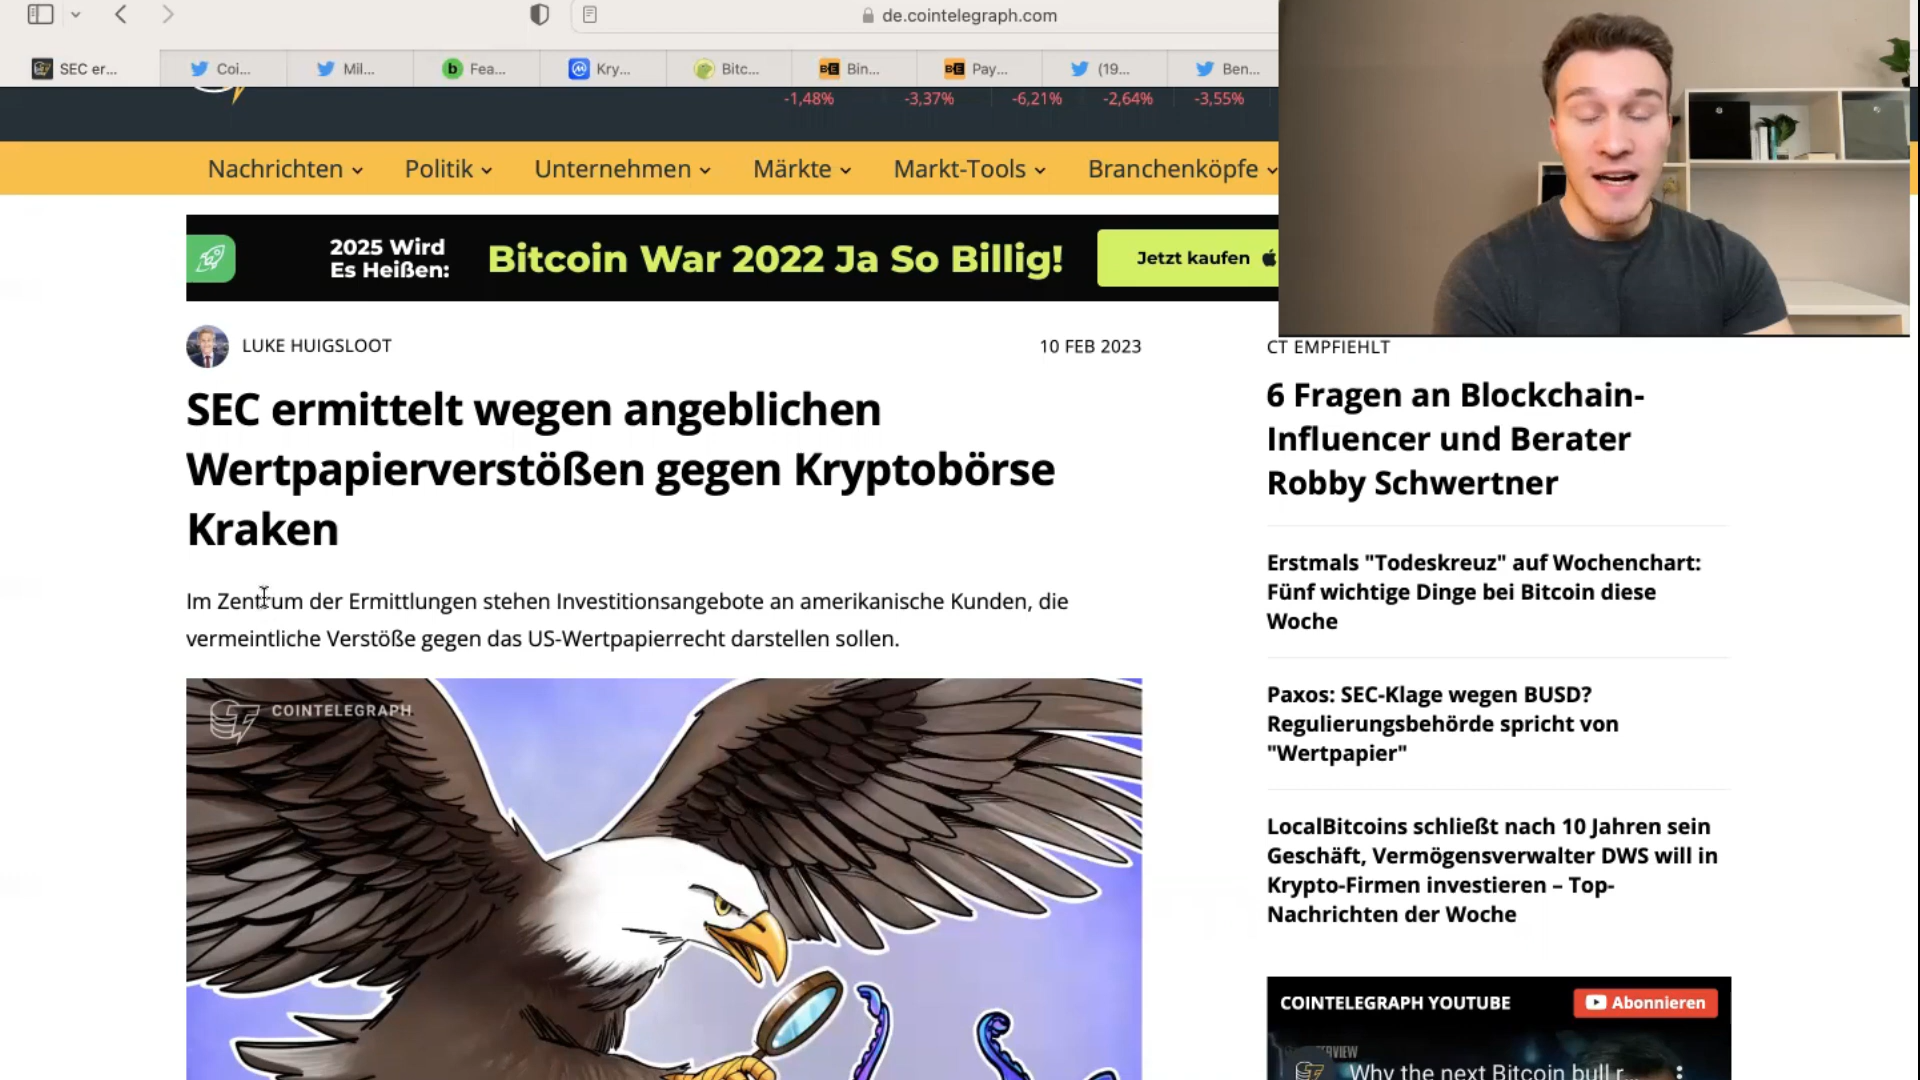 de.cointelegraph.com
SEC er...
Coi...
Mil...
Fea...
Kry...
Bitc...
Bin...
Pay...
(19...
Ben...
-1,48%
-3,37%
-6,21%
-2,64%
-3,55%
Nachrichten
Politik
Unternehmen
Märkte
Markt-Tools
Branchenköpfe
2025 Wird
Es Heißen:
Bitcoin War 2022 Ja So Billig!
Jetzt kaufen
LUKE HUIGSLOOT
10 FEB 2023
SEC ermittelt wegen angeblichen
Wertpapierverstößen gegen Kryptobörse
Kraken
Im Zentrum der Ermittlungen stehen Investitionsangebote an amerikanische Kunden, die
vermeintliche Verstöße gegen das US-Wertpapierrecht darstellen sollen.
COINTELEGRAPH
CT EMPFIEHLT
6 Fragen an Blockchain-
Influencer und Berater
Robby Schwertner
Erstmals "Todeskreuz" auf Wochenchart:
Fünf wichtige Dinge bei Bitcoin diese
Woche
Paxos: SEC-Klage wegen BUSD?
Regulierungsbehörde spricht von
"Wertpapier"
LocalBitcoins schließt nach 10 Jahren sein
Geschäft, Vermögensverwalter DWS will in
Krypto-Firmen investieren – Top-
Nachrichten der Woche
COINTELEGRAPH YOUTUBE
Abonnieren
Why the next Bitcoin bull r...